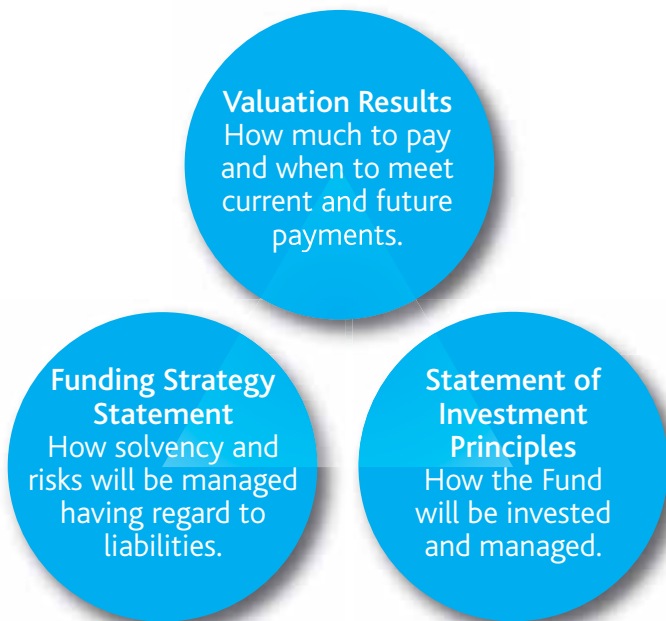 Valuation Results
How much to pay
and when to meet
current and future
payments.
Funding Strategy
Statement
How solvency and
risks will be managed
having regard to
liabilities.
Statement of
Investment
Principles
How the Fund
will be invested
and managed.